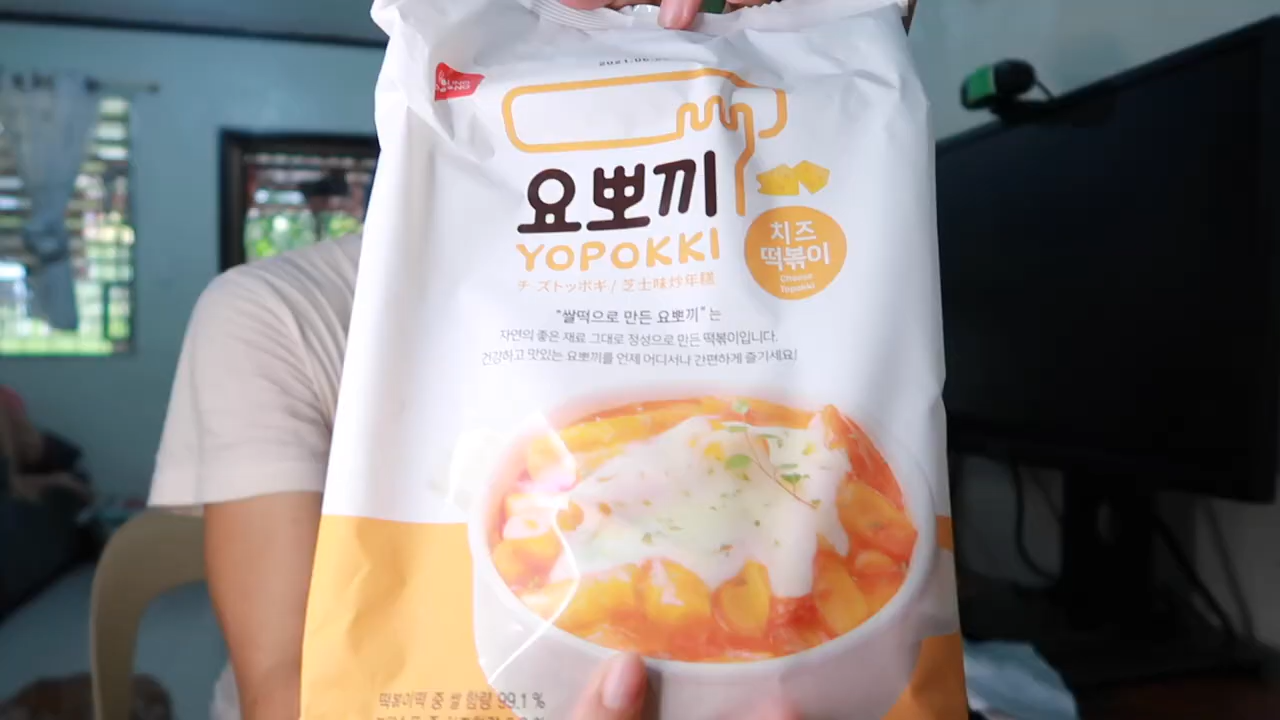 YOUNG
POONG
요뽀끼
YOPOKKI
チーズトッポギ / 芝士味炒年糕
치즈
떡볶이
Cheese
Yopokki
"쌀떡으로 만든 요뽀끼" 는
자연의 좋은 재료 그대로 정성으로 만든 떡볶이입니다.
건강하고 맛있는 요뽀끼를 언제 어디서나 간편하게 즐기세요!
떡볶이떡 중 쌀 함량 99.1 %